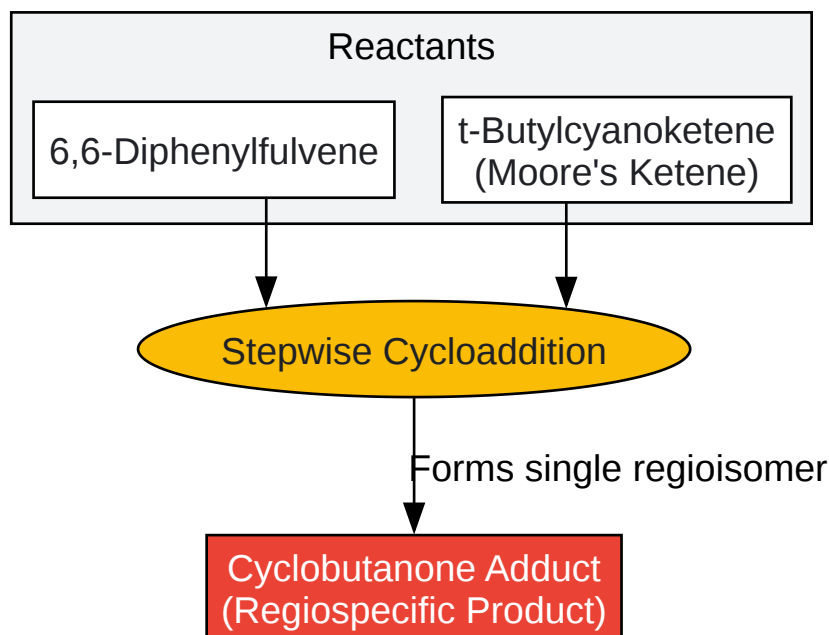 Reactants
6,6-Diphenylfulvene
t-Butylcyanoketene
(Moore's Ketene)
Stepwise Cycloaddition
Forms single regioisomer
Cyclobutanone Adduct
(Regiospecific Product)